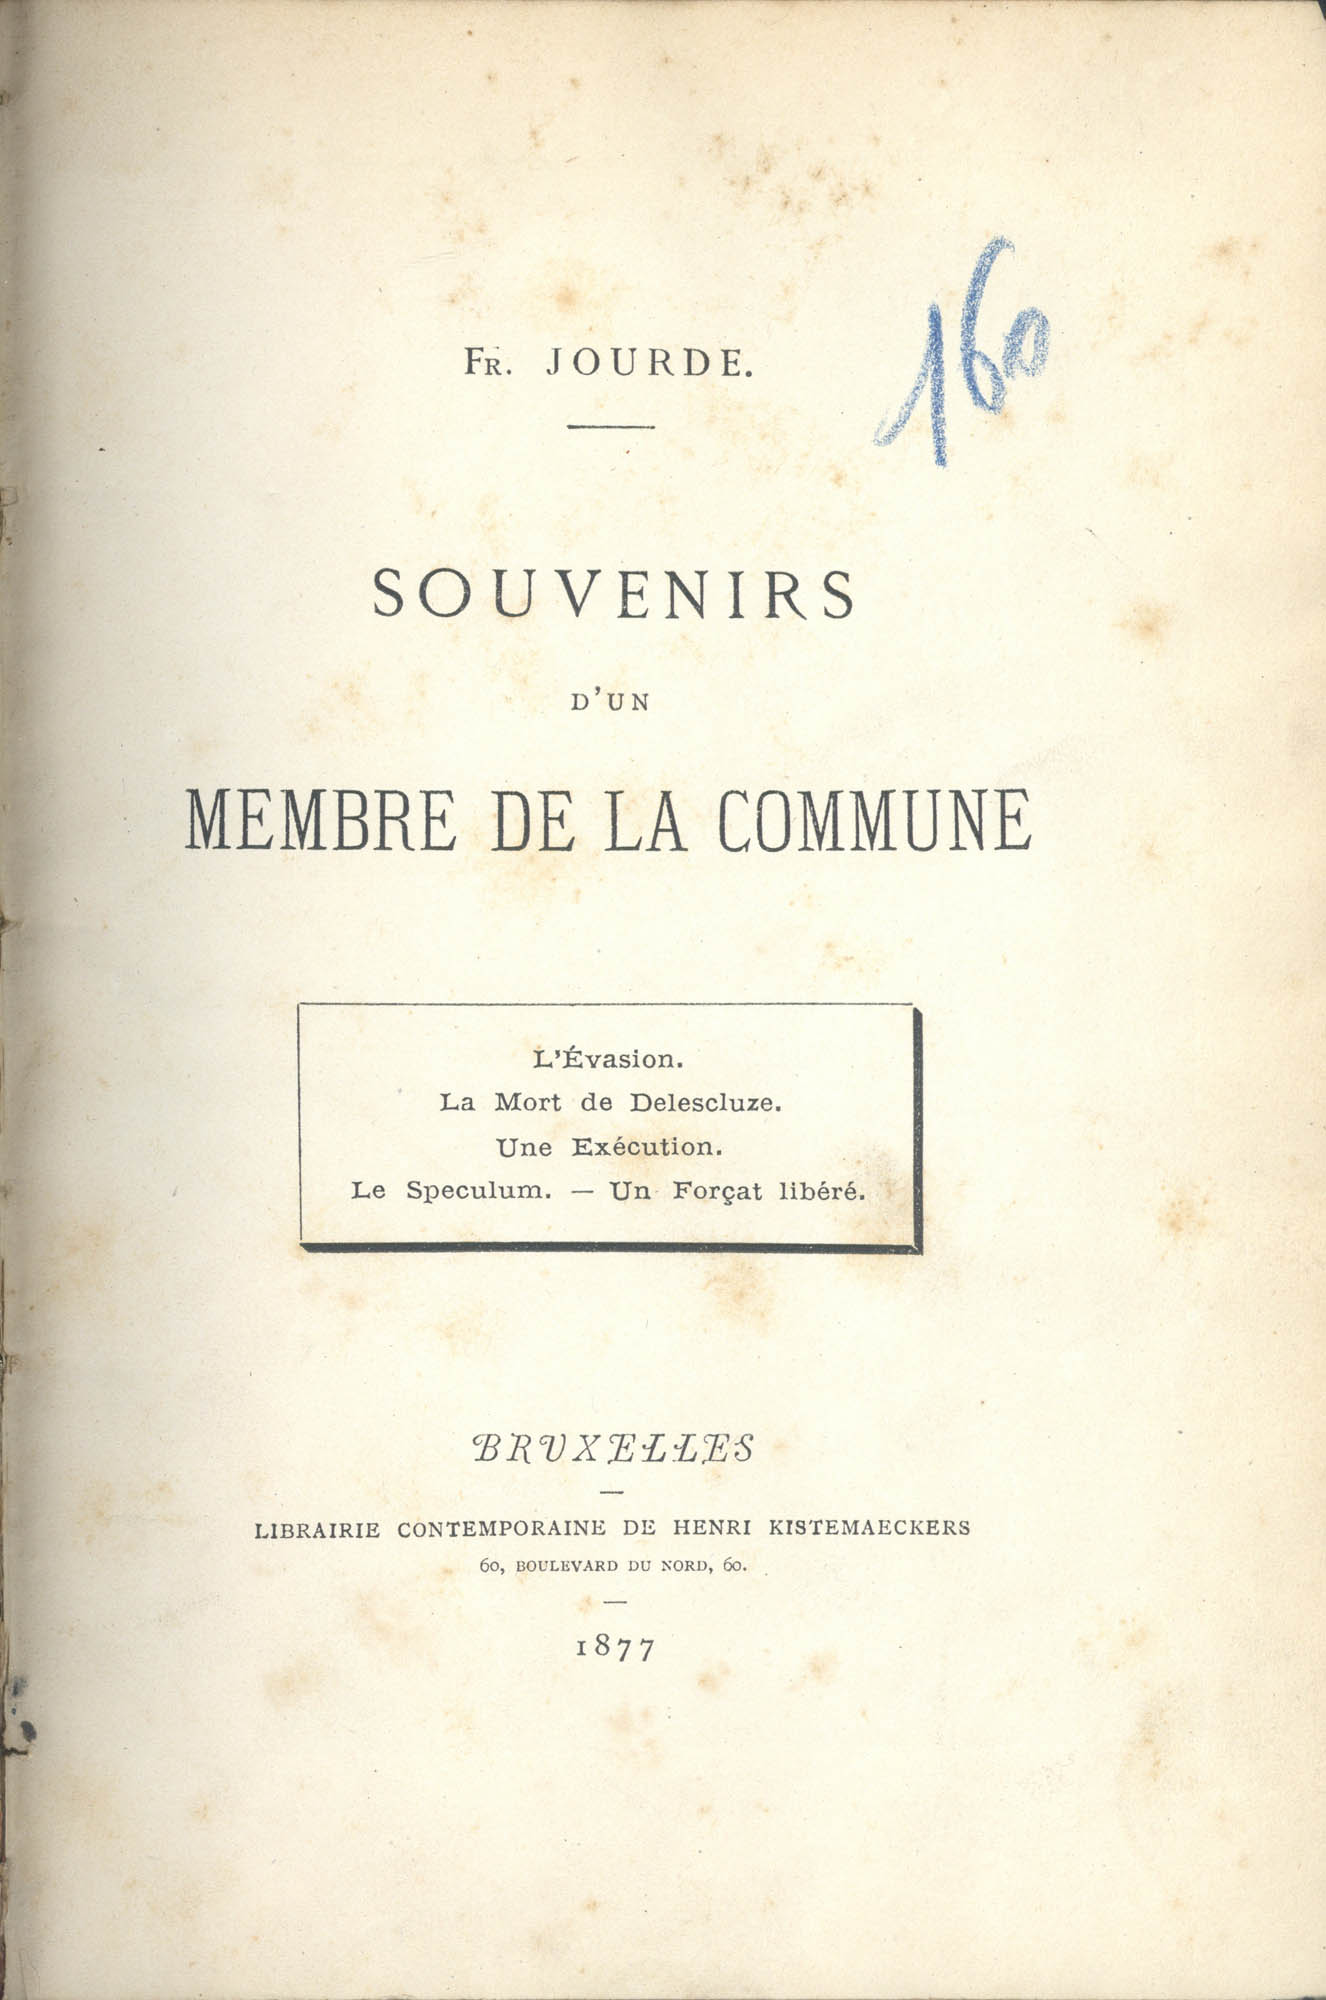 160
Fr. JOURDE.
SOUVENIRS
D'UN
MEMBRE DE LA COMMUNE
L'Évasion.
La Mort de Delescluze.
Une Exécution.
Le Speculum. — Un Forçat libéré.
BRUXELLES
LIBRAIRIE CONTEMPORAINE DE HENRI KISTEMAECKERS
60, BOULEVARD DU NORD, 60.
1877